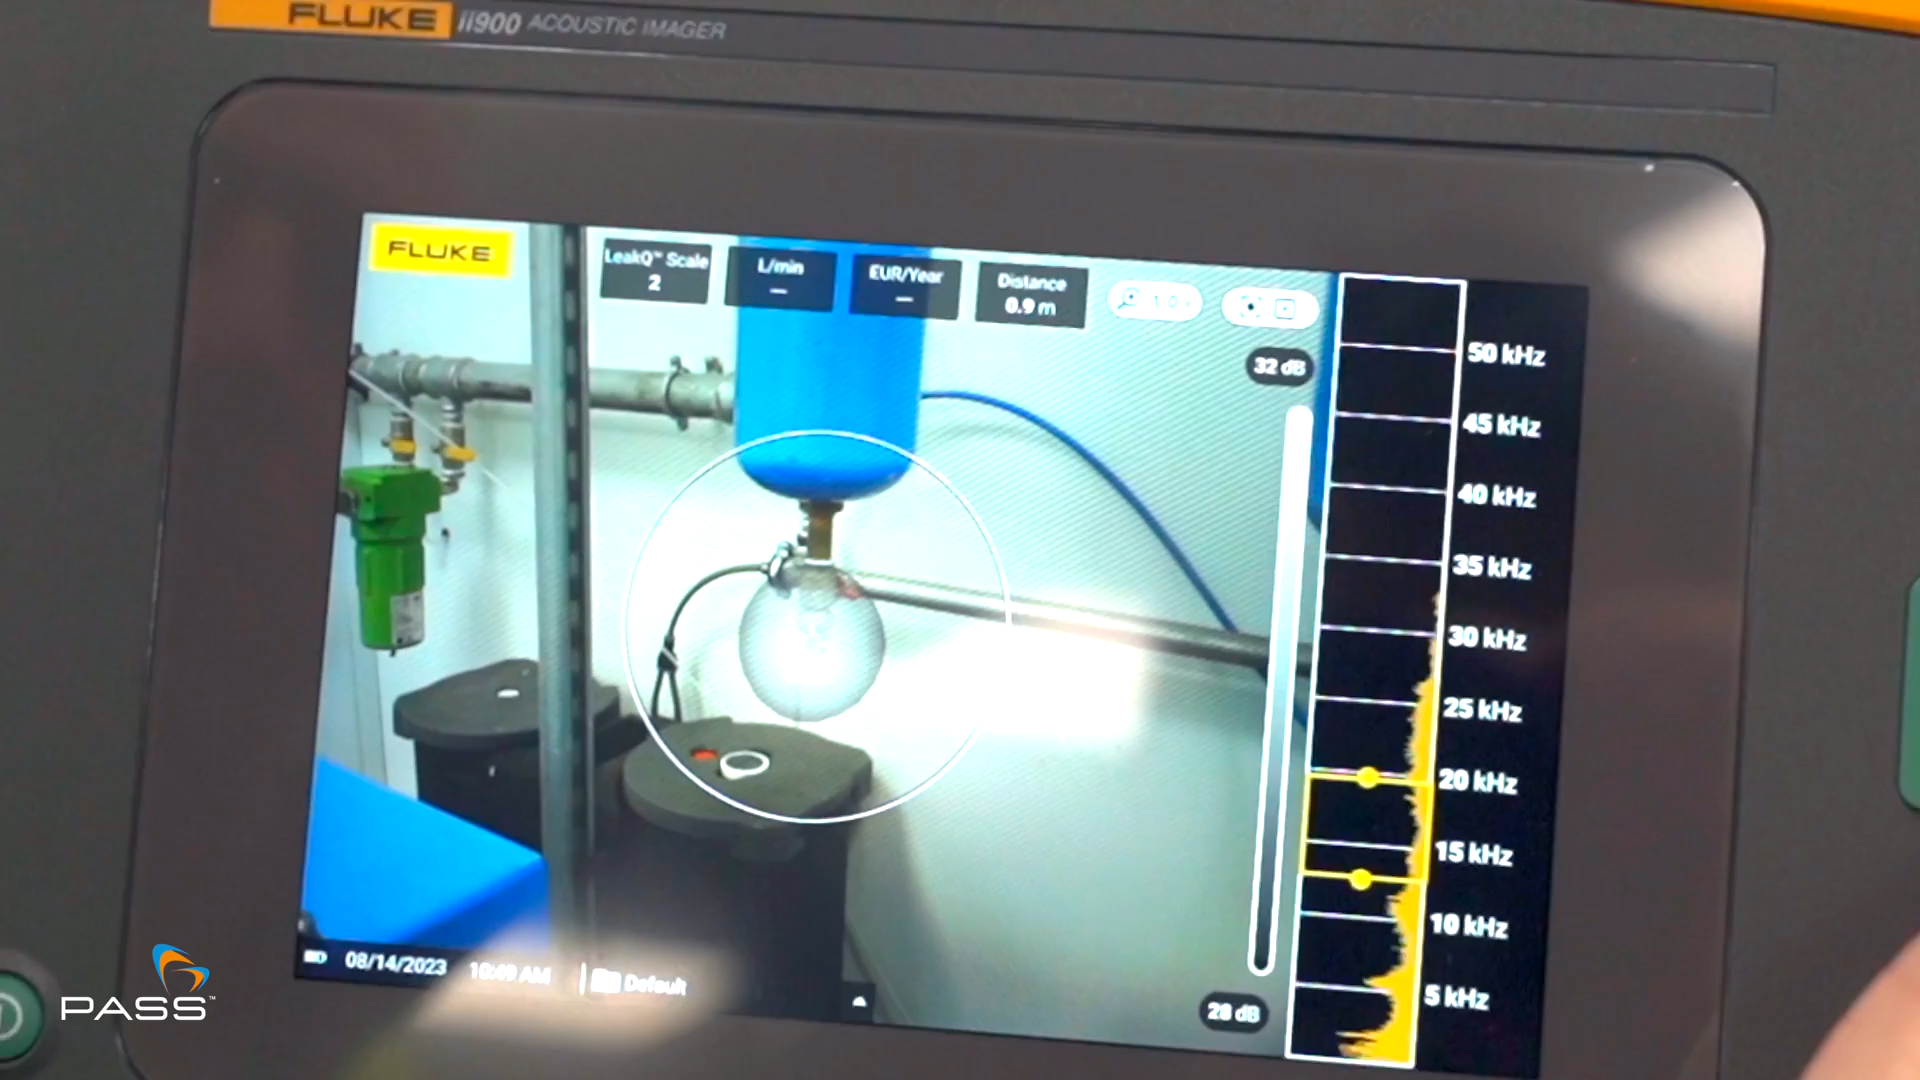 FLUKE ii900 ACOUSTIC IMAGER
FLUKE
LeakQ™ Scale
2
L/min
—
EUR/Year
—
Distance
0.9 m
32 dB
50 kHz
45 kHz
40 kHz
35 kHz
30 kHz
25 kHz
20 kHz
15 kHz
10 kHz
5 kHz
28 dB
08/14/2023 10:49 AM Default
PASS™